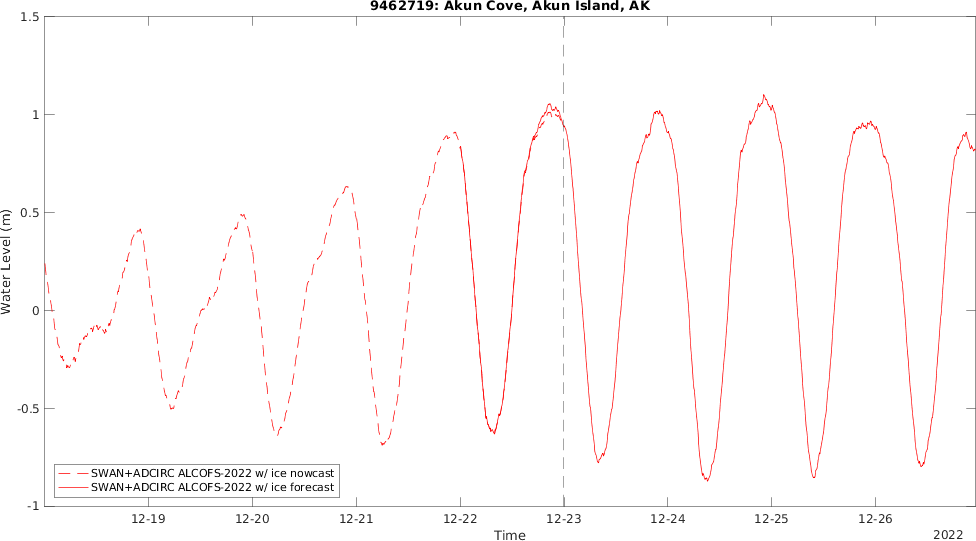 9462719: Akun Cove, Akun Island, AK
1.5
1
0.5
0
-0.5
-1
Water Level (m)
SWAN+ADCIRC ALCOFS-2022 w/ ice nowcast
SWAN+ADCIRC ALCOFS-2022 w/ ice forecast
12-19 12-20 12-21 12-22 12-23 12-24 12-25 12-26
Time
2022